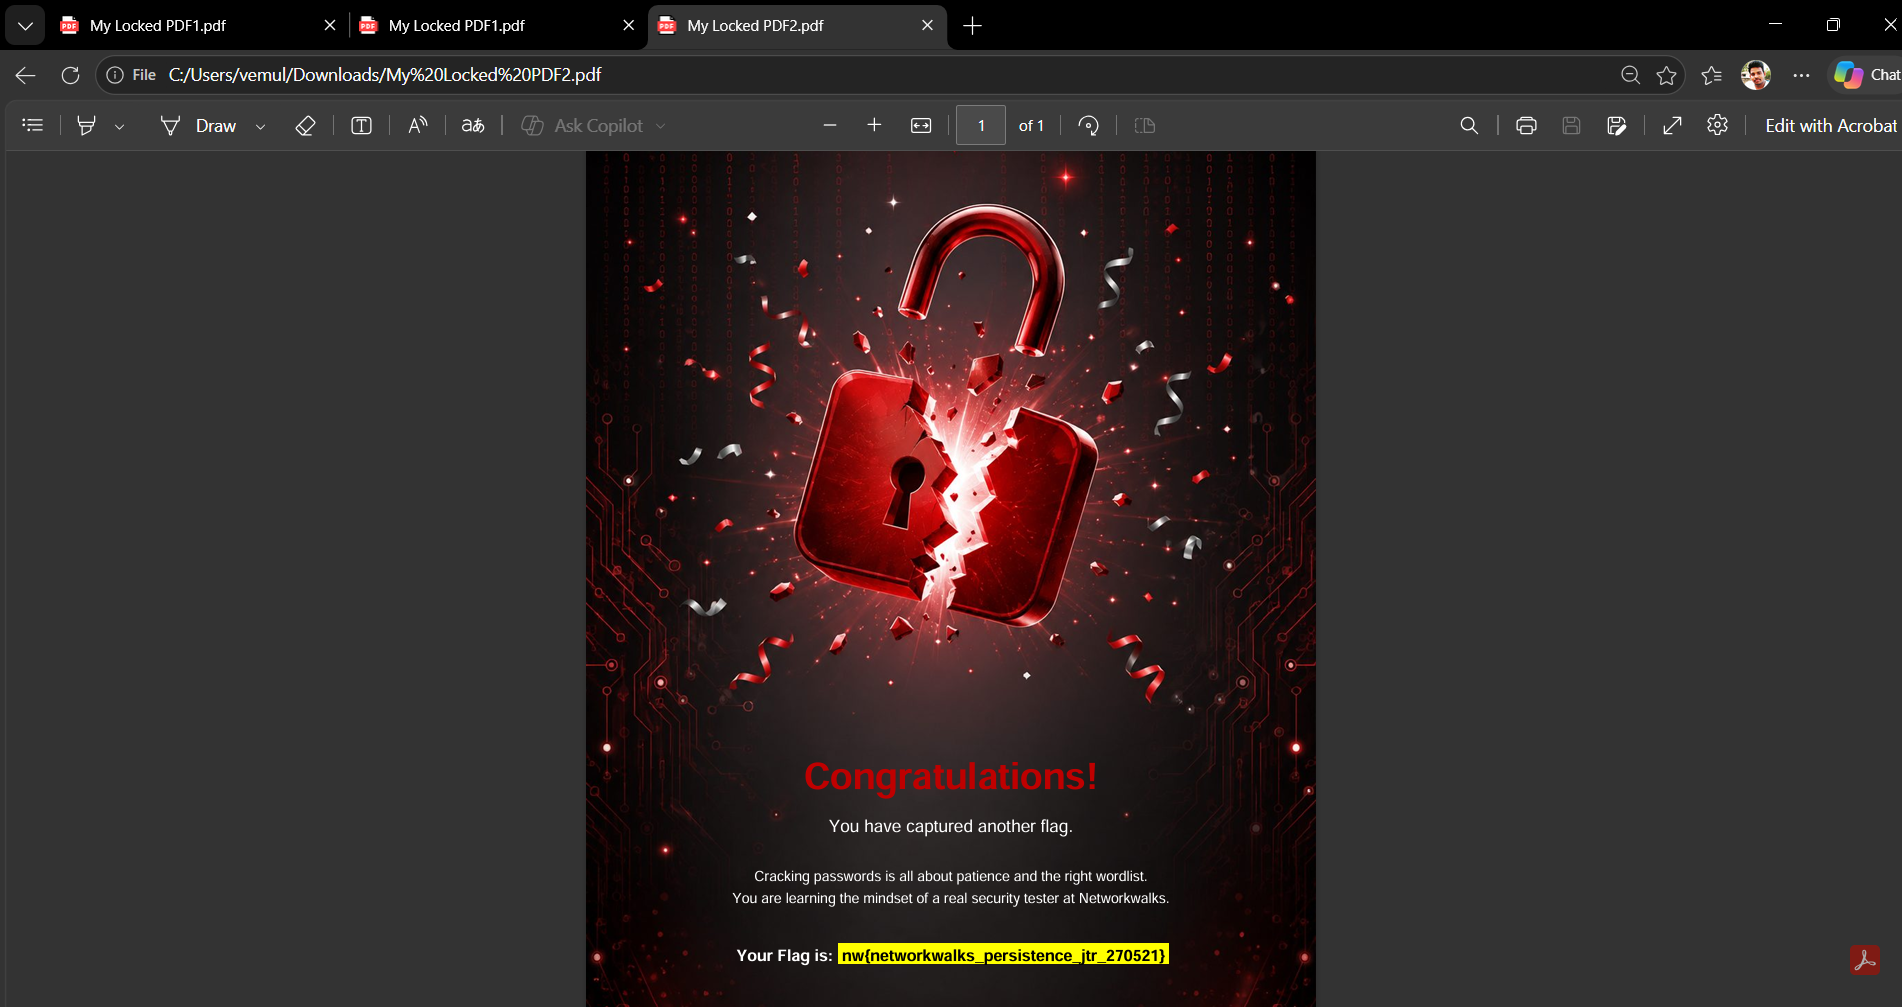 My Locked PDF1.pdf
My Locked PDF1.pdf
My Locked PDF2.pdf
File C:/Users/vemul/Downloads/My%20Locked%20PDF2.pdf
Chat
Draw
aあ
Ask Copilot
1 of 1
Edit with Acrobat
Congratulations!
You have captured another flag.
Cracking passwords is all about patience and the right wordlist.
You are learning the mindset of a real security tester at Networkwalks.
Your Flag is: nw{networkwalks_persistence_jtr_270521}